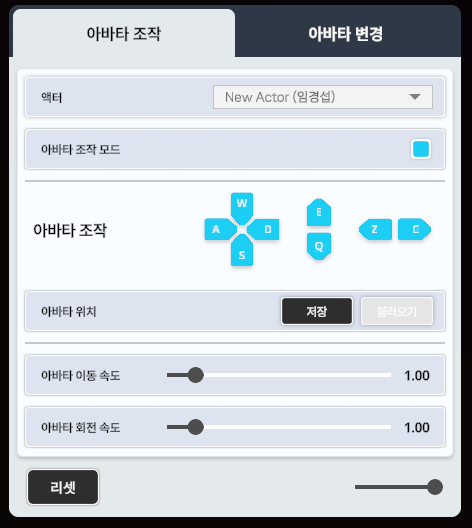 아바타 조작 아바타 변경
액터 New Actor (임경섭)
아바타 조작 모드
W
E
아바타 조작 A D Z C
Q
S
아바타 위치 저장 불러오기
아바타 이동 속도 1.00
아바타 회전 속도 1.00
리셋